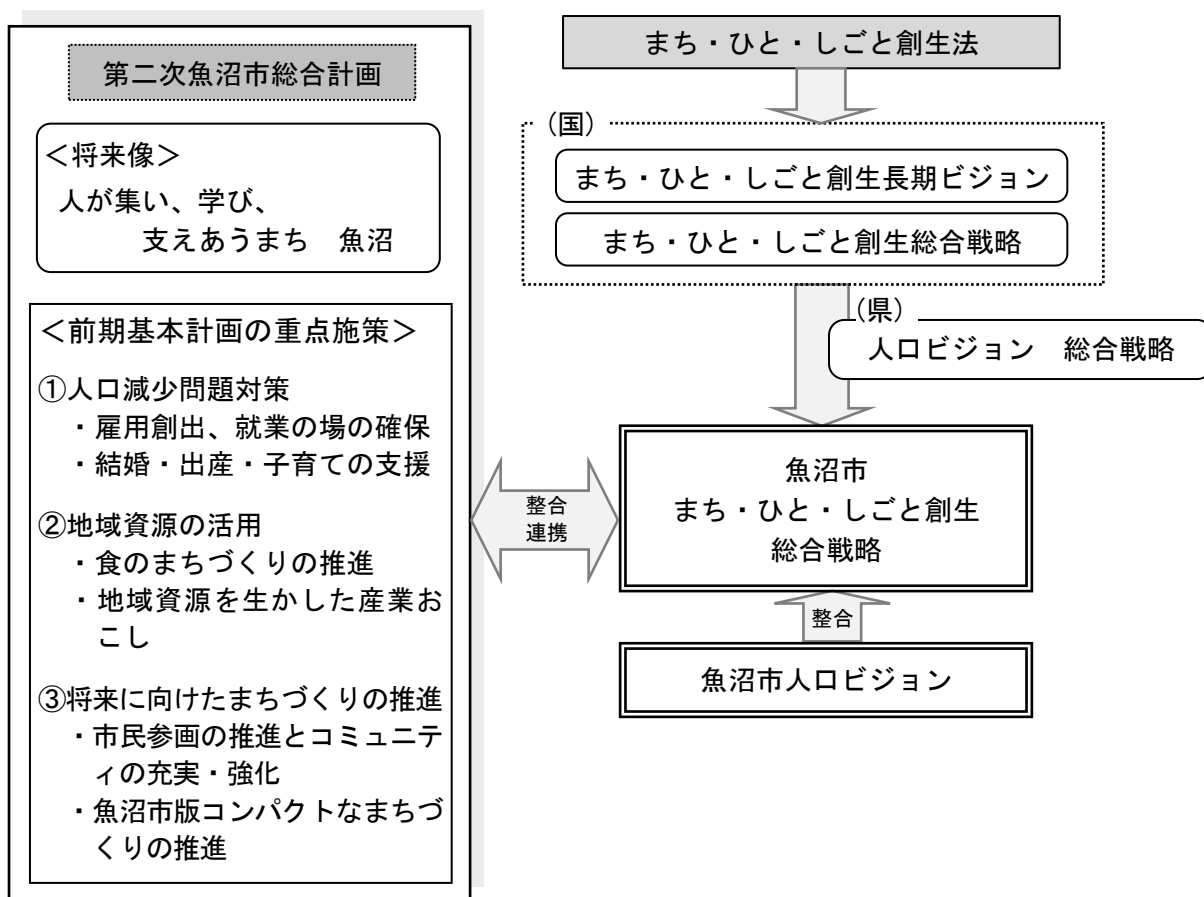 第二次魚沼市総合計画
＜将来像＞
人が集い、学び、
支えあうまち　魚沼
＜前期基本計画の重点施策＞
①人口減少問題対策
・雇用創出、就業の場の確保
・結婚・出産・子育ての支援
②地域資源の活用
・食のまちづくりの推進
・地域資源を生かした産業お
こし
③将来に向けたまちづくりの推進
・市民参画の推進とコミュニテ
ィの充実・強化
・魚沼市版コンパクトなまちづ
くりの推進
整合
連携
まち・ひと・しごと創生法
（国）
まち・ひと・しごと創生長期ビジョン
まち・ひと・しごと創生総合戦略
（県）
人口ビジョン　総合戦略
魚沼市
まち・ひと・しごと創生
総合戦略
整合
魚沼市人口ビジョン